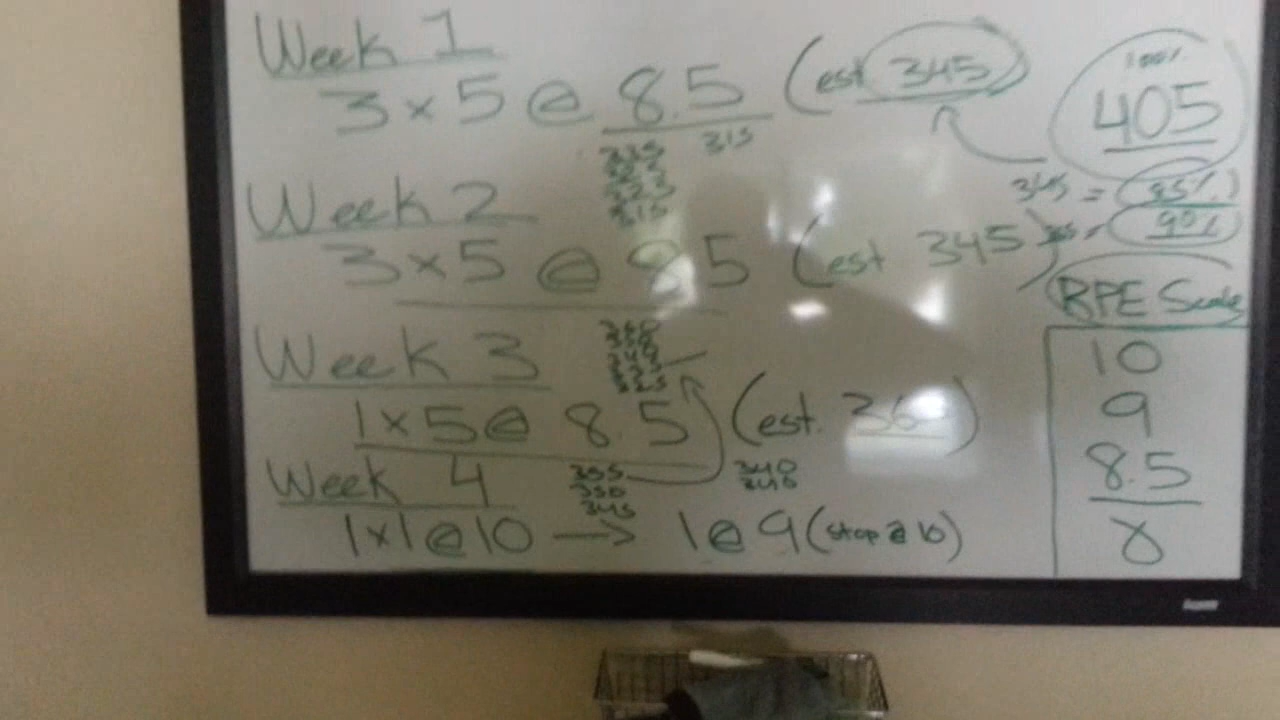 Week 1
3 x 5 @ 8.5 (est 345)
315
Week 2
3 x 5 @ 8.5 (est 345)
Week 3
1 x 5 @ 8.5 (est.
Week 4
355
350
345
340
1 x 1 @ 10 → 1 @ 9 (stop @ 10)
100%
405
345 = 85%
90%
RPE Scale
10
9
8.5
8